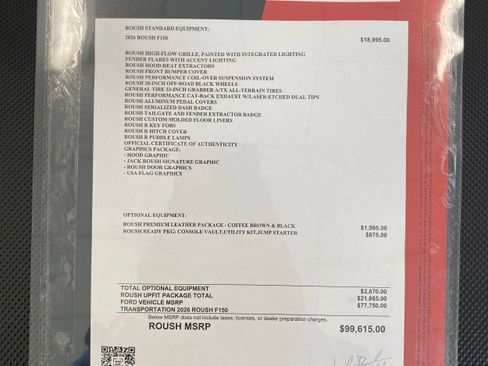 ROUSH STANDARD EQUIPMENT:
2026 ROUSH F150 $18,995.00
ROUSH HIGH-FLOW GRILLE, PAINTED WITH INTEGRATED LIGHTING
FENDER FLARES WITH ACCENT LIGHTING
ROUSH HOOD HEAT EXTRACTORS
ROUSH FRONT BUMPER COVER
ROUSH PERFORMANCE COIL-OVER SUSPENSION SYSTEM
ROUSH 20-INCH OFF-ROAD BLACK WHEELS
GENERAL TIRE 33-INCH GRABBER A/TX ALL-TERRAIN TIRES
ROUSH PERFORMANCE CAT-BACK EXHAUST W/LASER-ETCHED DUAL TIPS
ROUSH ALUMINUM PEDAL COVERS
ROUSH SERIALIZED DASH BADGE
ROUSH TAILGATE AND FENDER EXTRACTOR BADGE
ROUSH CUSTOM MOLDED FLOOR LINERS
ROUSH R KEY FOBS
ROUSH R HITCH COVER
ROUSH R PUDDLE LAMPS
OFFICIAL CERTIFICATE OF AUTHENTICITY
GRAPHICS PACKAGE:
- HOOD GRAPHIC
- JACK ROUSH SIGNATURE GRAPHIC
- ROUSH DOOR GRAPHICS
- USA FLAG GRAPHICS
OPTIONAL EQUIPMENT:
ROUSH PREMIUM LEATHER PACKAGE - COFFEE BROWN & BLACK $1,995.00
ROUSH READY PKG: CONSOLE VAULT,UTILITY KIT,JUMP STARTER $875.00
TOTAL OPTIONAL EQUIPMENT $2,870.00
ROUSH UPFIT PACKAGE TOTAL $21,865.00
FORD VEHICLE MSRP $77,750.00
TRANSPORTATION 2026 ROUSH F150
Below MSRP does not include taxes, licenses, or dealer preparation charges.
ROUSH MSRP $99,615.00